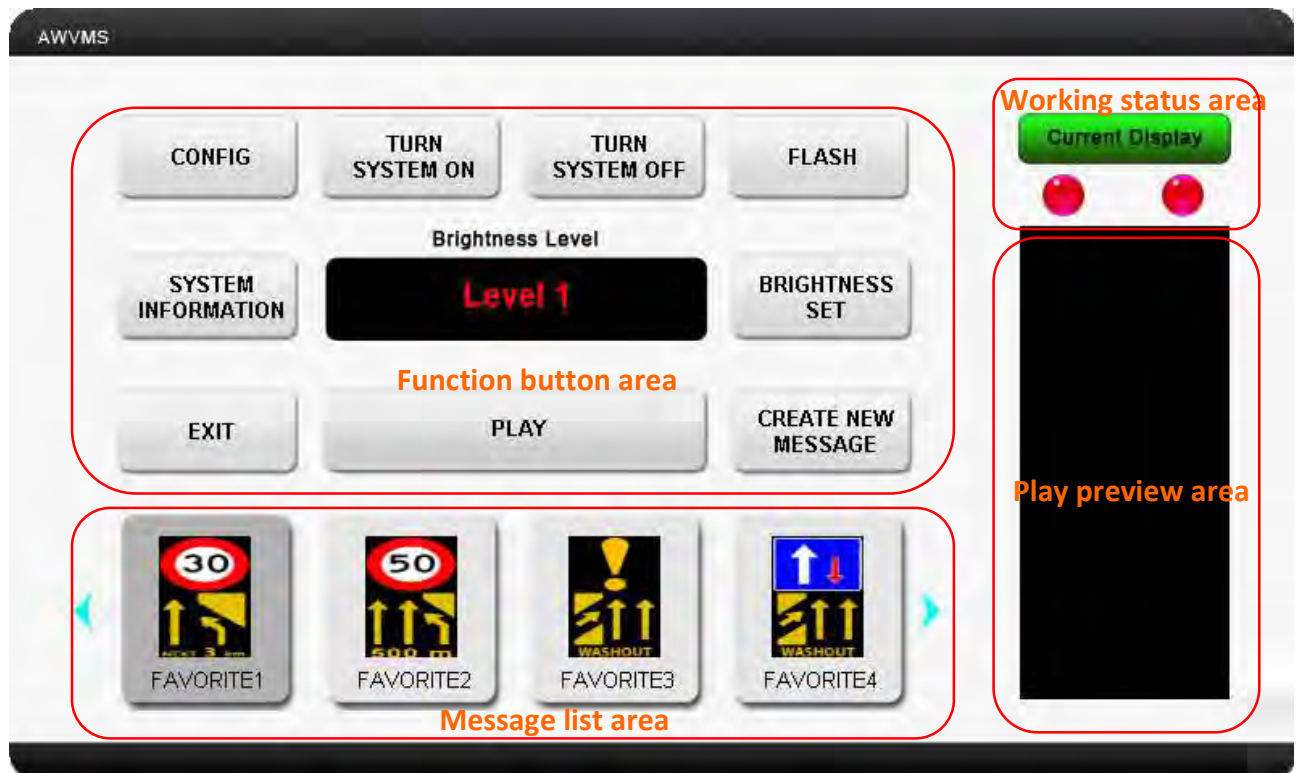 AWVMS
Working status area
Current Display
CONFIG
TURN
SYSTEM ON
TURN
SYSTEM OFF
FLASH
Brightness Level
SYSTEM
INFORMATION
Level 1
BRIGHTNESS
SET
Function button area
EXIT
PLAY
CREATE NEW
MESSAGE
Play preview area
30
NEXT 3 km
FAVORITE1
50
500 m
FAVORITE2
WASHOUT
FAVORITE3
WASHOUT
FAVORITE4
Message list area